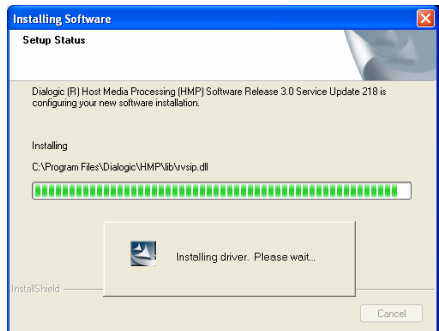 Installing Software
Setup Status
Dialogic (R) Host Media Processing (HMP) Software Release 3.0 Service Update 218 is
configuring your new software installation.
Installing
C:\Program Files\Dialogic\HMP\lib\rvsip.dll
Installing driver. Please wait...
InstallShield
Cancel